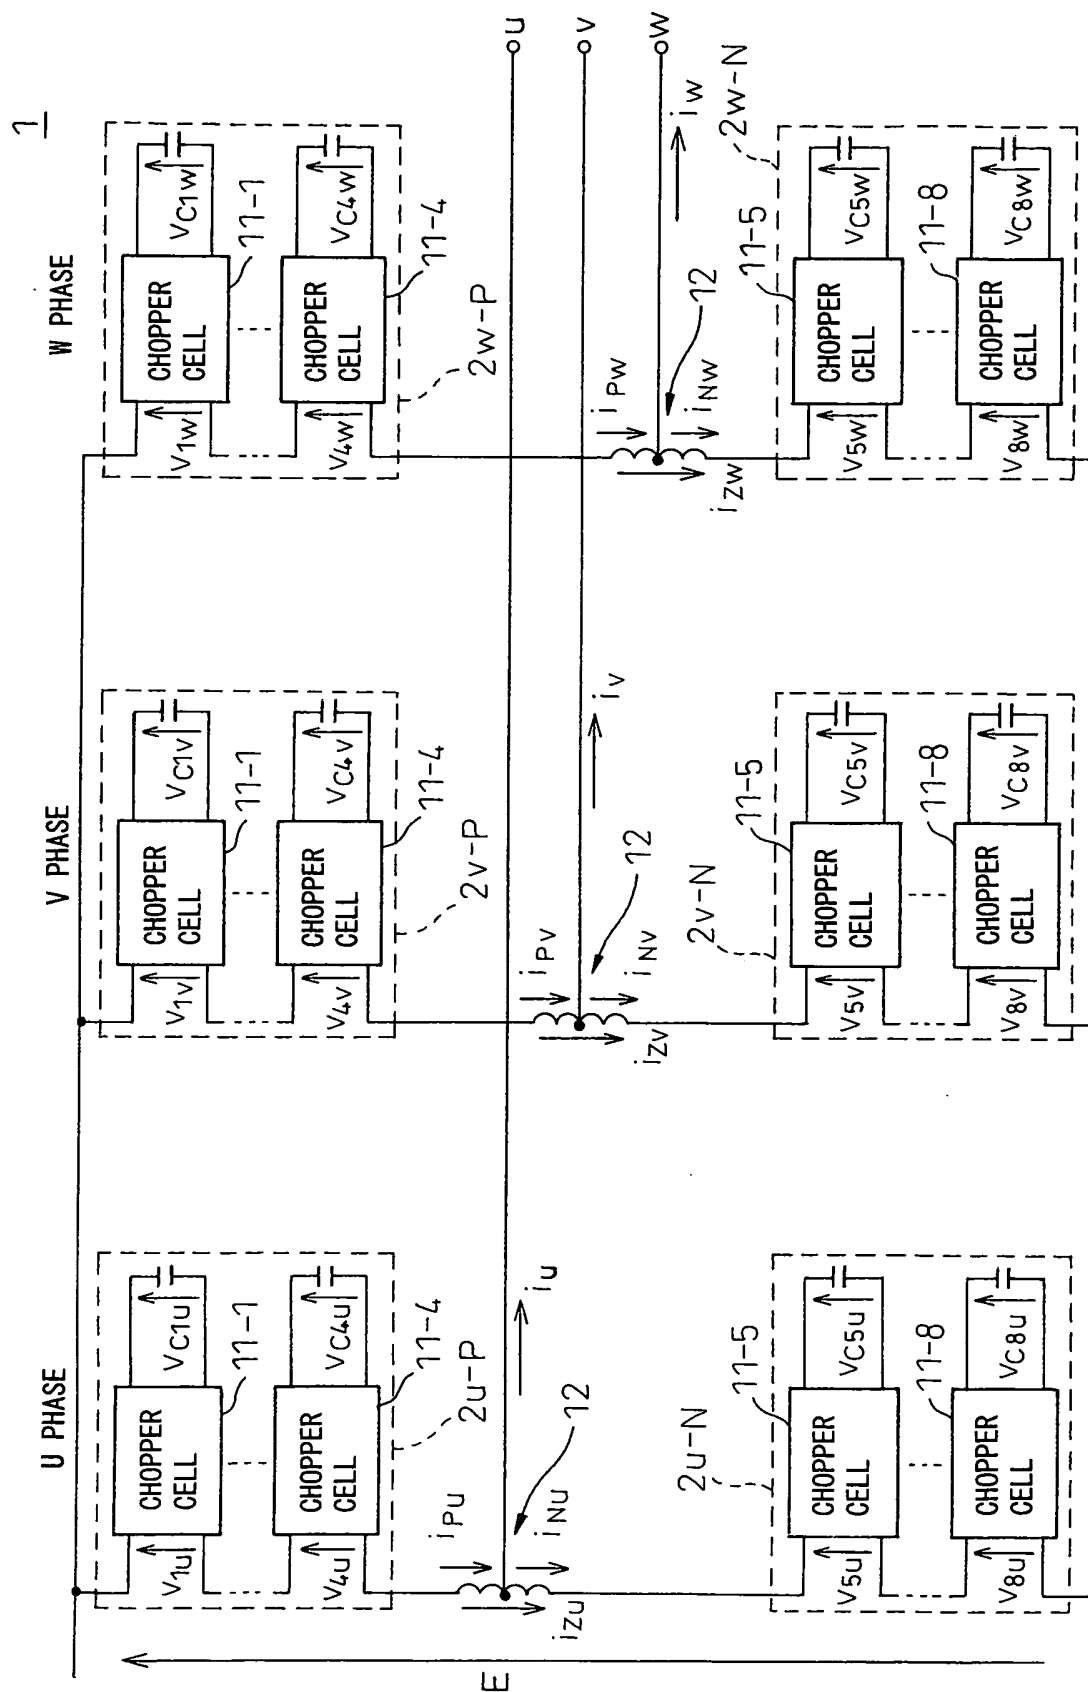 1
U PHASE
V PHASE
W PHASE
CHOPPER
CELL
V1u
VC1u
11-1
CHOPPER
CELL
V4u
VC4u
11-4
2u-P
CHOPPER
CELL
V1v
VC1v
11-1
CHOPPER
CELL
V4v
VC4v
11-4
2v-P
CHOPPER
CELL
V1w
VC1w
11-1
CHOPPER
CELL
V4w
VC4w
11-4
2w-P
E
iPu
iNu
iZu
12
iu
iPv
iNv
iZv
12
iv
iPw
iNw
iZw
12
iw
u
v
w
2u-N
11-5
CHOPPER
CELL
V5u
VC5u
11-8
CHOPPER
CELL
V8u
VC8u
2v-N
11-5
CHOPPER
CELL
V5v
VC5v
11-8
CHOPPER
CELL
V8v
VC8v
2w-N
11-5
CHOPPER
CELL
V5w
VC5w
11-8
CHOPPER
CELL
V8w
VC8w